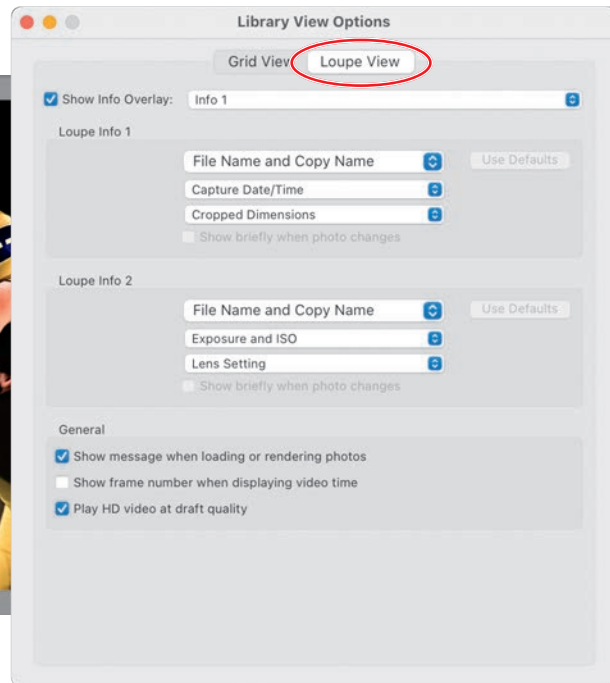 Library View Options
Grid View Loupe View
Show Info Overlay: Info 1
Loupe Info 1
File Name and Copy Name Use Defaults
Capture Date/Time
Cropped Dimensions
Show briefly when photo changes
Loupe Info 2
File Name and Copy Name Use Defaults
Exposure and ISO
Lens Setting
Show briefly when photo changes
General
Show message when loading or rendering photos
Show frame number when displaying video time
Play HD video at draft quality